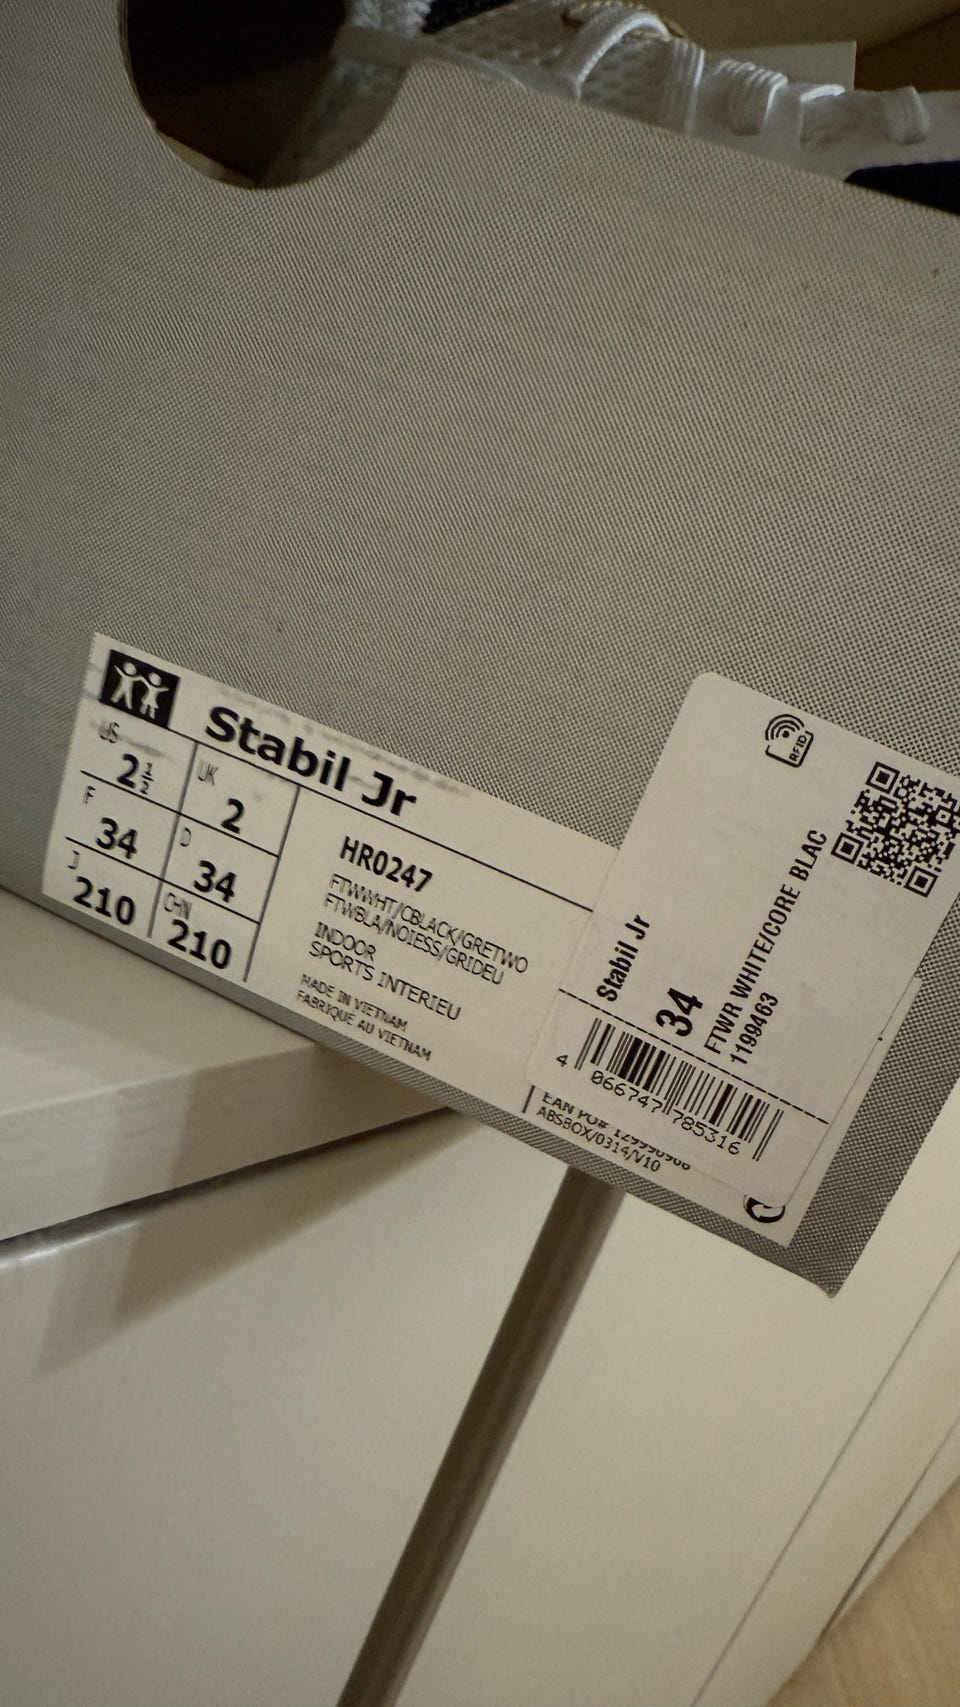 Stabil Jr
US
2½
UK
2
F
34
D
34
J
210
CHN
210
HR0247
FTWWHT/CBLACK/GRETWO
FTWBLA/NOIESS/GRIDEU
INDOOR
SPORTS INTERIEU
MADE IN VIETNAM
FABRIQUÉ AU VIETNAM
EAN PO#
ABSBOX/0314/V10
RFID
Stabil Jr
34
FTWR WHITE/CORE BLAC
1199463
4 066747 785316